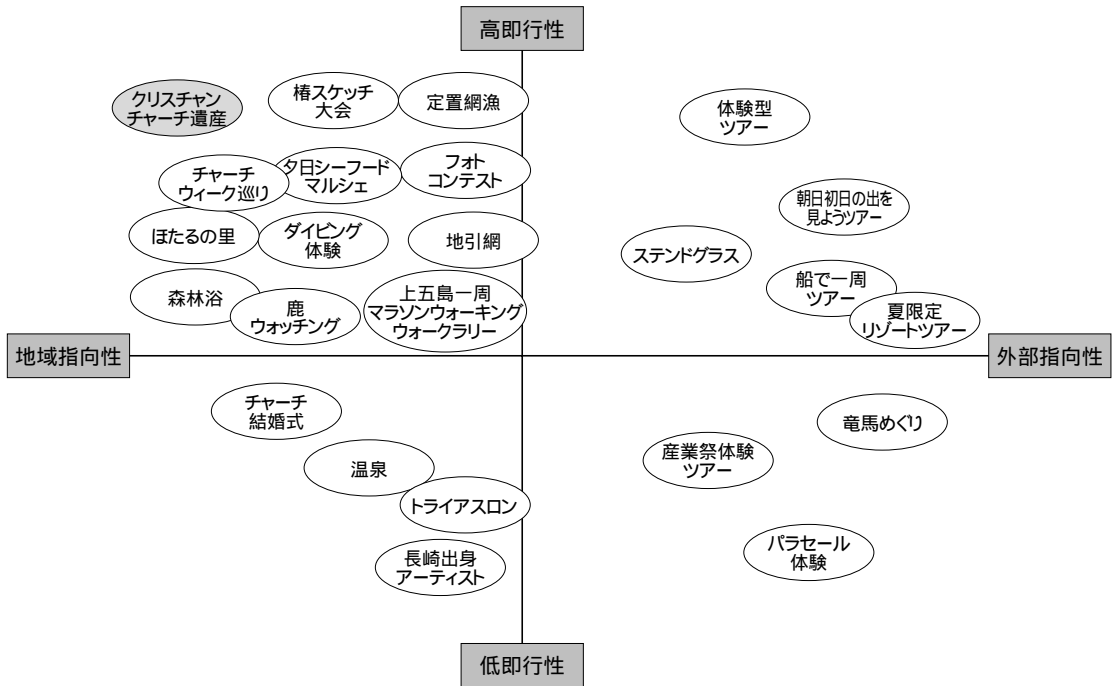 高即行性
クリスチャン
チャーチ遺産
椿スケッチ
大会
定置網漁
体験型
ツアー
チャーチ
ウィーク巡り
夕日シーフード
マルシェ
フォト
コンテスト
朝日初日の出を
見ようツアー
ほたるの里
ダイビング
体験
地引網
ステンドグラス
森林浴
鹿
ウォッチング
上五島一周
マラソンウォーキング
ウォークラリー
船で一周
ツアー
夏限定
リゾートツアー
地域指向性
外部指向性
チャーチ
結婚式
竜馬めぐり
温泉
産業祭体験
ツアー
トライアスロン
長崎出身
アーティスト
パラセール
体験
低即行性